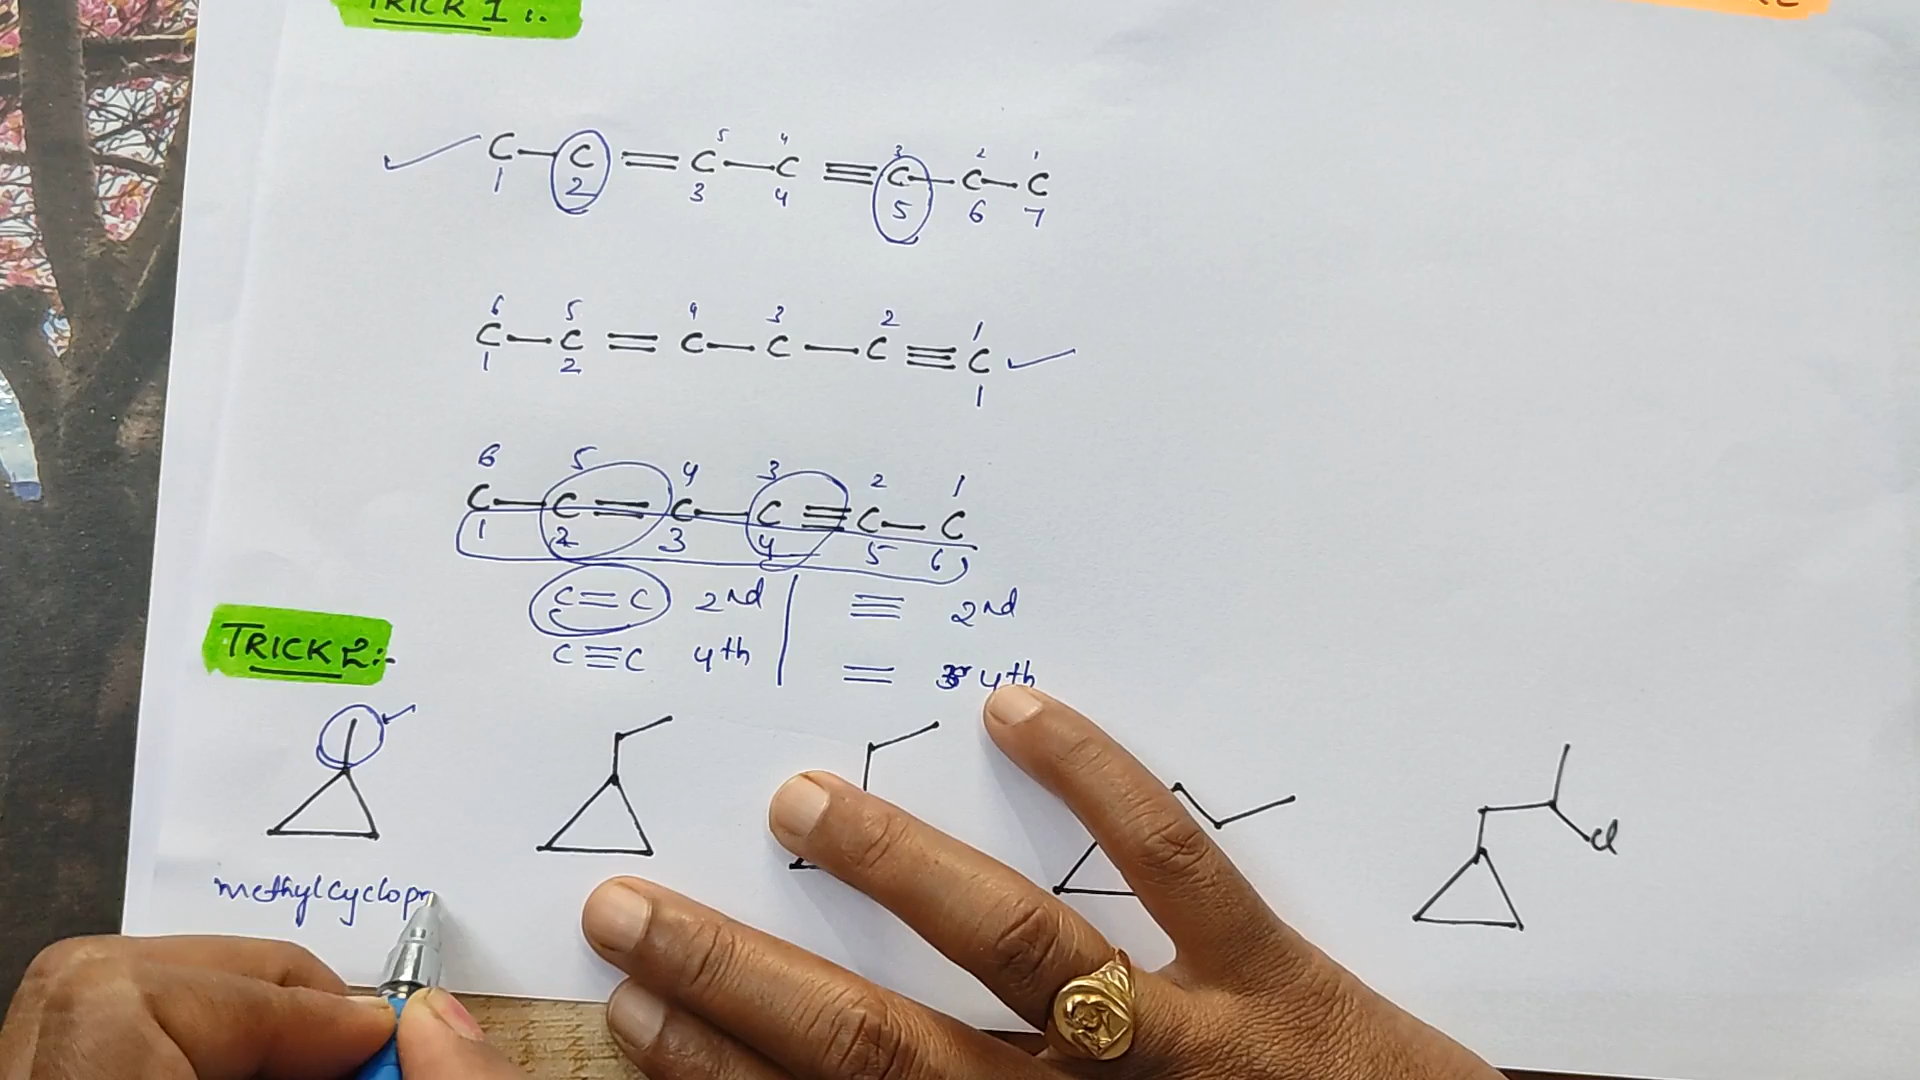 TRICK 1:.
C—C=C—C≡C—C—C
5 4 3 2 1
1 2 3 4 5 6 7
6 5 4 3 2 1
C—C=C—C—C≡C
1 2 1
6 5 4 3 2 1
C—C=C—C≡C—C
1 2 3 4 5 6
C=C 2nd | ≡ 2nd
C≡C 4th | = 4th
TRICK 2:-
Cl
methylcyclopr